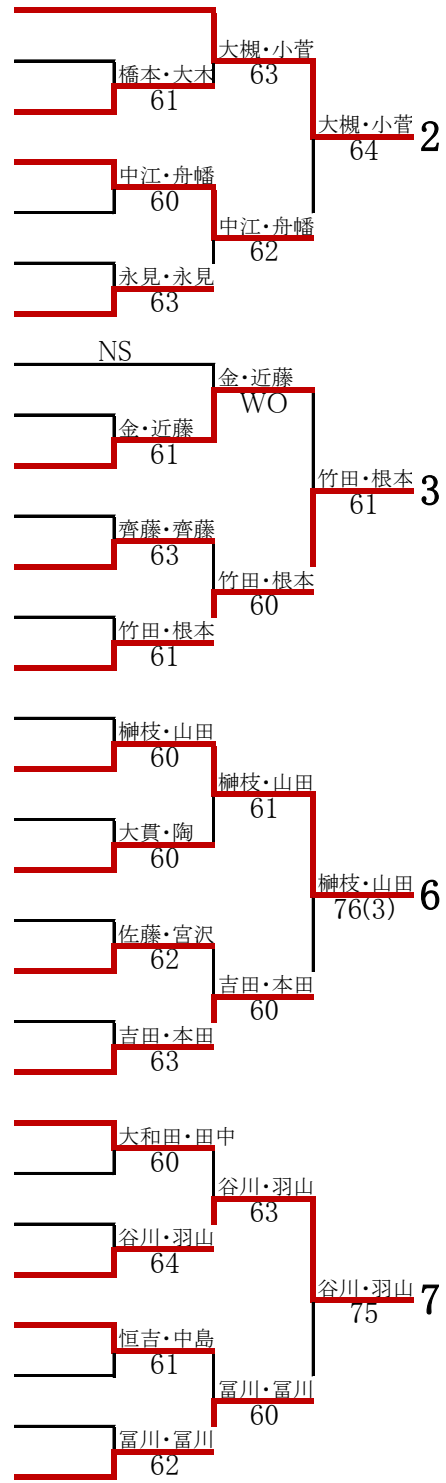 大槻・小菅
63
橋本・大木
61
大槻・小菅
64
2
中江・舟幡
60
中江・舟幡
62
永見・永見
63
NS
金・近藤
WO
金・近藤
61
竹田・根本
61
3
齊藤・齊藤
63
竹田・根本
60
竹田・根本
61
榊枝・山田
60
榊枝・山田
61
大貫・陶
60
榊枝・山田
76(3)
6
佐藤・宮沢
62
吉田・本田
60
吉田・本田
63
大和田・田中
60
谷川・羽山
63
谷川・羽山
64
谷川・羽山
75
7
恒吉・中島
61
冨川・冨川
60
冨川・冨川
62